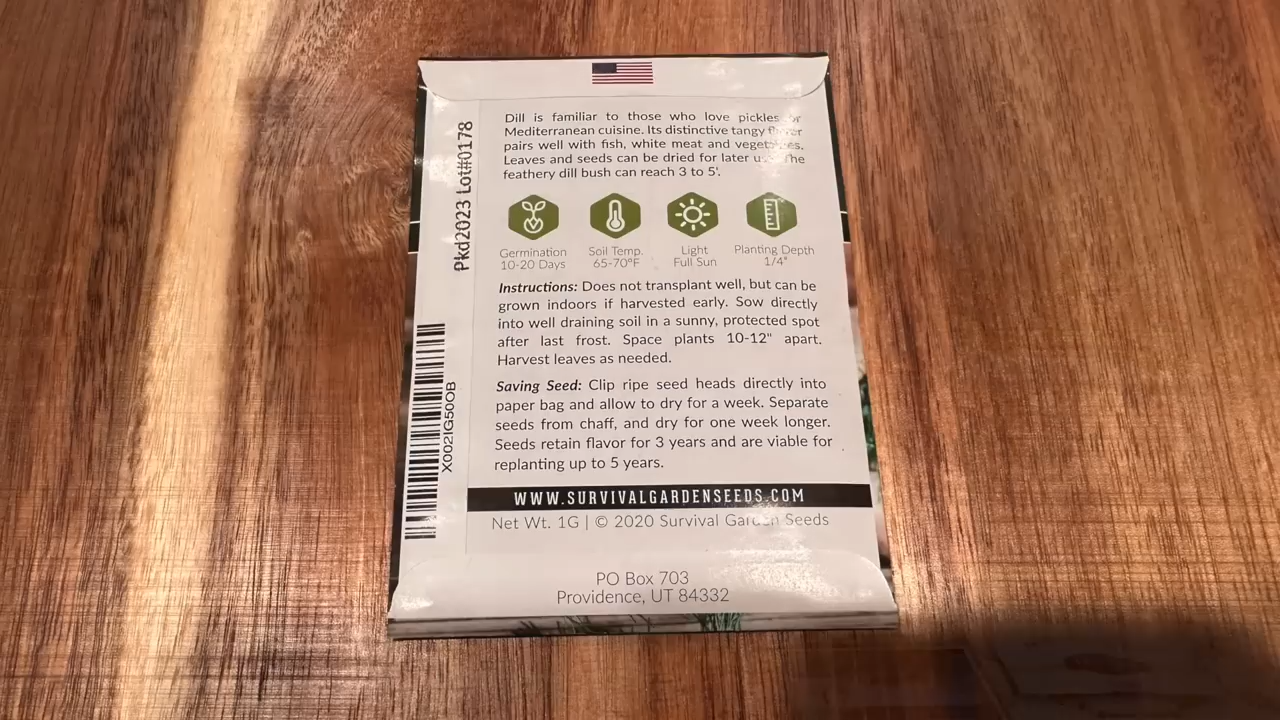 Dill is familiar to those who love pickles or
Mediterranean cuisine. Its distinctive tangy flavor
pairs well with fish, white meat and vegetables.
Leaves and seeds can be dried for later use. The
feathery dill bush can reach 3 to 5'.
Germination
10-20 Days
Soil Temp.
65-70°F
Light
Full Sun
Planting Depth
1/4"
Instructions: Does not transplant well, but can be
grown indoors if harvested early. Sow directly
into well draining soil in a sunny, protected spot
after last frost. Space plants 10-12" apart.
Harvest leaves as needed.
Saving Seed: Clip ripe seed heads directly into
paper bag and allow to dry for a week. Separate
seeds from chaff, and dry for one week longer.
Seeds retain flavor for 3 years and are viable for
replanting up to 5 years.
WWW.SURVIVALGARDENSEEDS.COM
Net Wt. 1G | © 2020 Survival Garden Seeds
PO Box 703
Providence, UT 84332
Pkd2023 Lot#0178
X002IG50OB